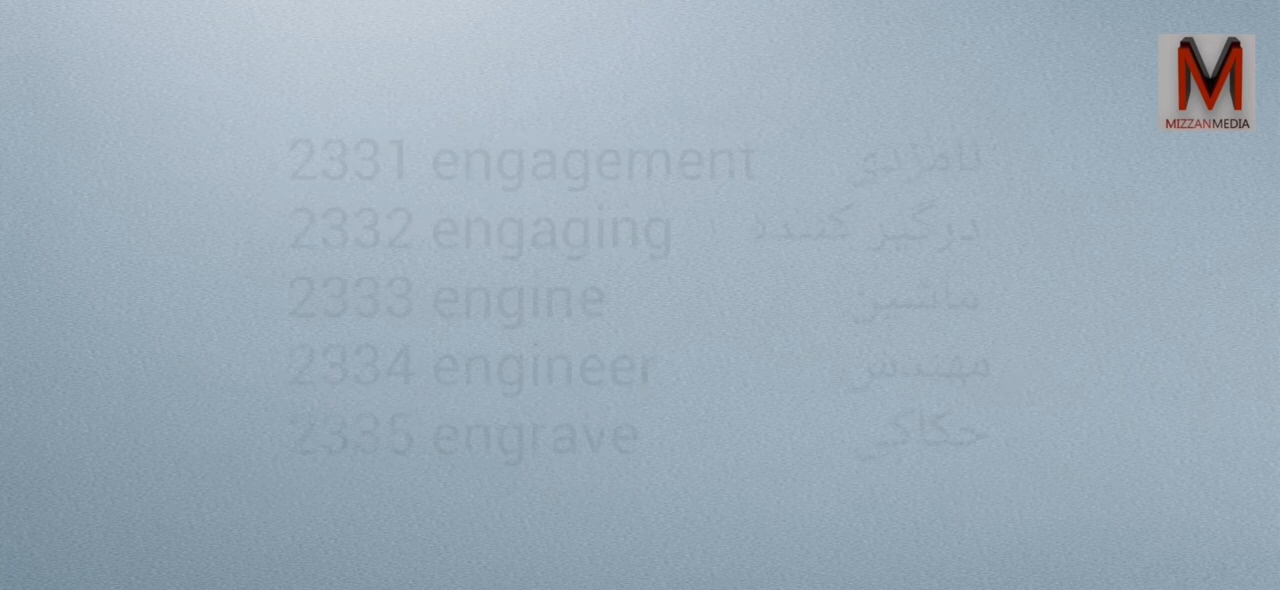 MIZZANMEDIA
2331 engagement نامزدی
2332 engaging درگیر کننده
2333 engine ماشین
2334 engineer مهندس
2335 engrave حکاکی